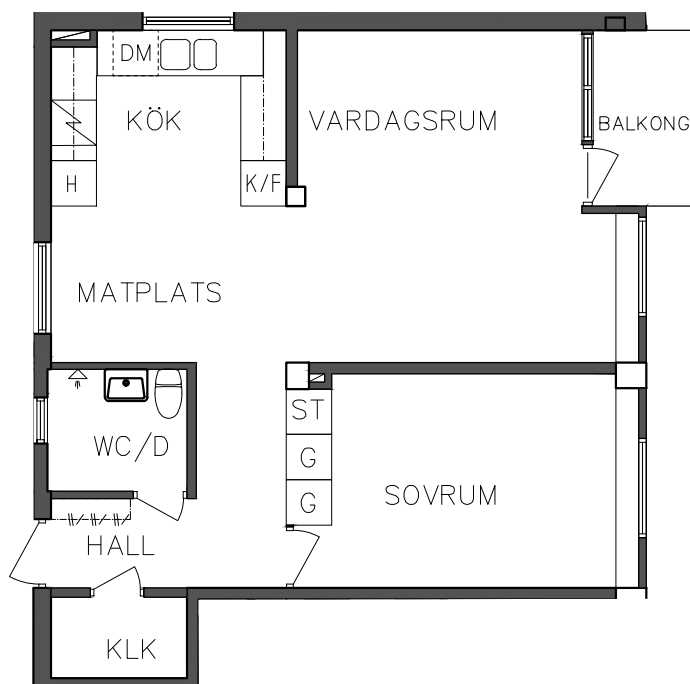 DM
KÖK
VARDAGSRUM
BALKONG
H
K/F
MATPLATS
ST
WC/D
G
G
SOVRUM
HALL
KLK